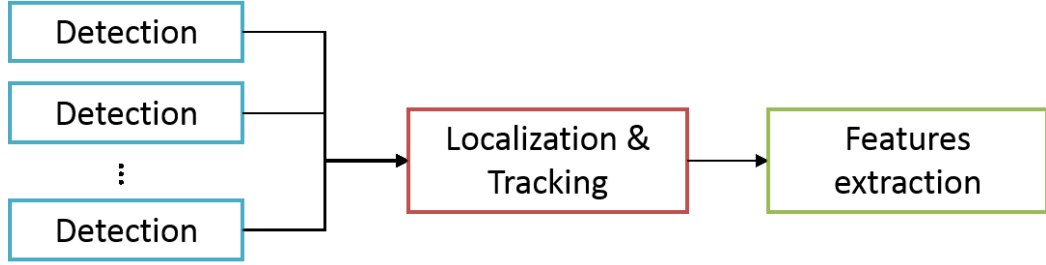 Detection
Detection
⋮
Detection
Localization &
Tracking
Features
extraction